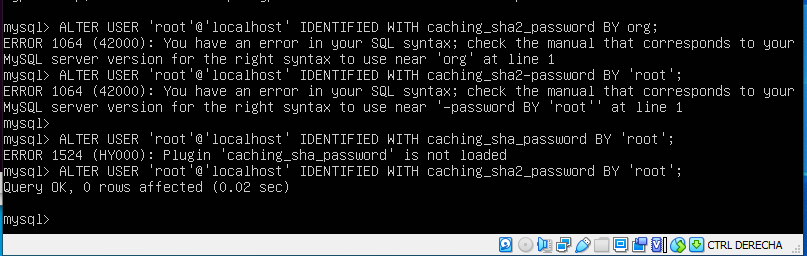 mysql> ALTER USER 'root'@'localhost' IDENTIFIED WITH caching_sha2_password BY org;
ERROR 1064 (42000): You have an error in your SQL syntax; check the manual that corresponds to your
MySQL server version for the right syntax to use near 'org' at line 1
mysql> ALTER USER 'root'@'localhost' IDENTIFIED WITH caching_sha2-password BY 'root';
ERROR 1064 (42000): You have an error in your SQL syntax; check the manual that corresponds to your
MySQL server version for the right syntax to use near '-password BY 'root'' at line 1
mysql>
mysql> ALTER USER 'root'@'localhost' IDENTIFIED WITH caching_sha_password BY 'root';
ERROR 1524 (HY000): Plugin 'caching_sha_password' is not loaded
mysql> ALTER USER 'root'@'localhost' IDENTIFIED WITH caching_sha2_password BY 'root';
Query OK, 0 rows affected (0.02 sec)
mysql>
CTRL DERECHA